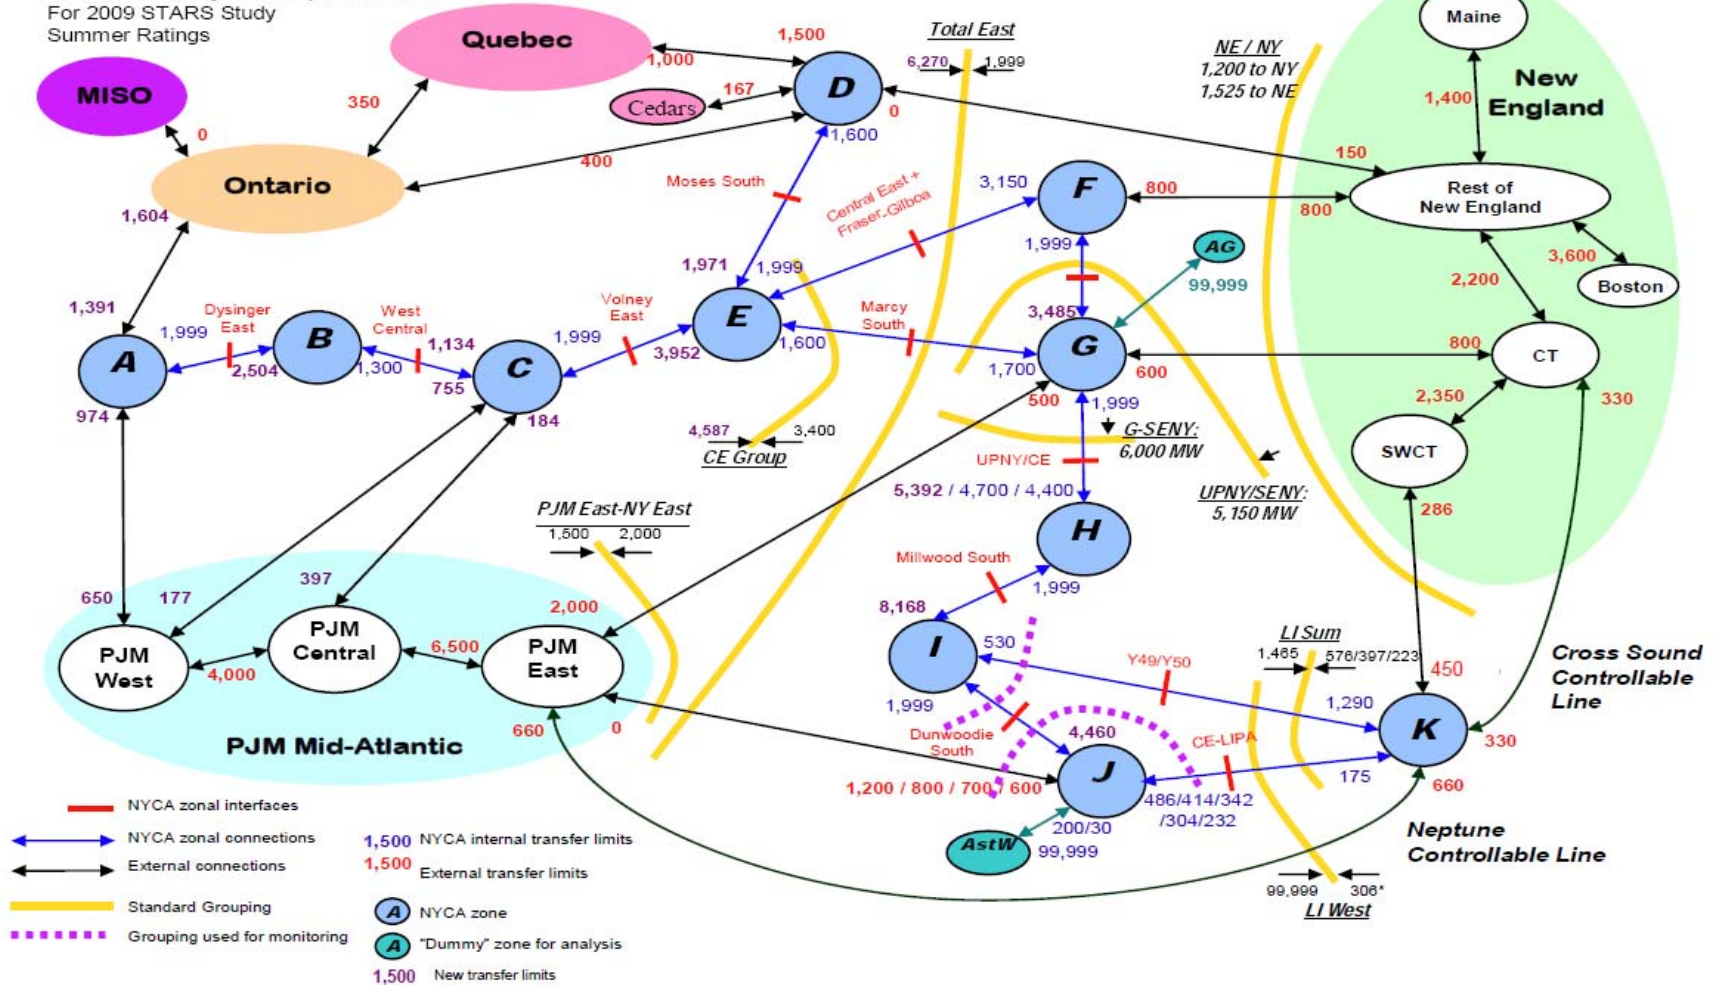 For 2009 STARS Study
Summer Ratings
MISO
0
Quebec
350
1,000
1,500
Cedars
167
D
0
1,600
Ontario
400
1,604
Total East
6,270
1,999
NE / NY
1,200 to NY
1,525 to NE
Maine
1,400
New
England
150
Rest of
New England
3,600
Boston
2,200
Moses South
Central East +
Fraser-Gilboa
3,150
F
800
800
1,999
AG
99,999
1,391
Dysinger
East
1,999
A
2,504
974
B
West
Central
1,134
1,300
755
C
184
Volney
East
1,999
3,952
1,971
1,999
E
1,600
Marcy
South
3,485
G
1,700
600
500
1,999
800
CT
330
2,350
SWCT
286
4,587
3,400
CE Group
G-SENY:
6,000 MW
UPNY/CE
5,392 / 4,700 / 4,400
UPNY/SENY:
5,150 MW
PJM East-NY East
1,500
2,000
H
Millwood South
1,999
8,168
I
530
1,999
Y49/Y50
LI Sum
1,465
576/397/223
450
1,290
K
330
Cross Sound
Controllable
Line
650
177
397
2,000
PJM
West
4,000
PJM
Central
6,500
PJM
East
660
0
PJM Mid-Atlantic
Dunwoodie
South
4,460
CE-LIPA
J
1,200 / 800 / 700 / 600
175
660
486/414/342
/304/232
200/30
AstW
99,999
Neptune
Controllable Line
99,999
306*
LI West
NYCA zonal interfaces
NYCA zonal connections
1,500 NYCA internal transfer limits
External connections
1,500 External transfer limits
Standard Grouping
A NYCA zone
Grouping used for monitoring
A "Dummy" zone for analysis
1,500 New transfer limits